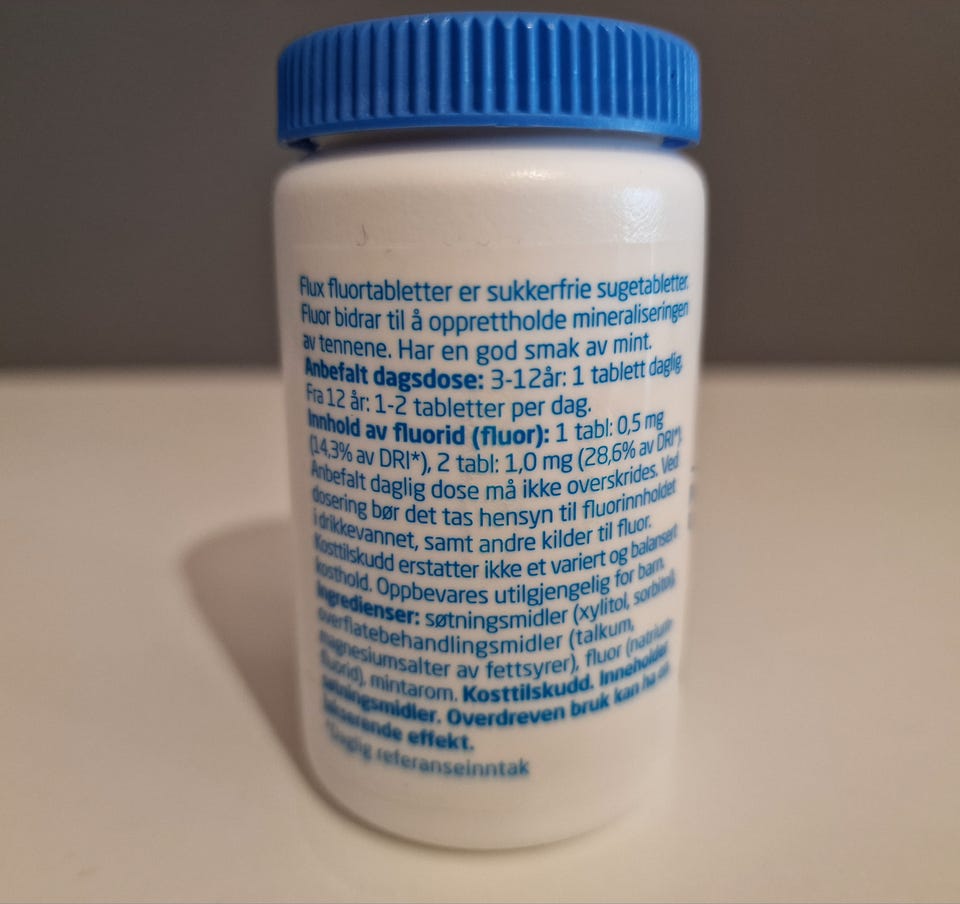 Flux fluortabletter er sukkerfrie sugetabletter.
Fluor bidrar til å opprettholde mineraliseringen
av tennene. Har en god smak av mint.
Anbefalt dagsdose: 3-12år: 1 tablett daglig.
Fra 12 år: 1-2 tabletter per dag.
Innhold av fluorid (fluor): 1 tabl: 0,5 mg
(14,3% av DRI*), 2 tabl: 1,0 mg (28,6% av DRI*).
Anbefalt daglig dose må ikke overskrides. Ved
dosering bør det tas hensyn til fluorinnholdet
i drikkevannet, samt andre kilder til fluor.
Kosttilskudd erstatter ikke et variert og balansert
kosthold. Oppbevares utilgjengelig for barn.
Ingredienser: søtningsmidler (xylitol, sorbitol),
overflatebehandlingsmidler (talkum,
magnesiumsalter av fettsyrer), fluor (natrium-
fluorid), mintarom. Kosttilskudd. Inneholder
søtningsmidler. Overdreven bruk kan ha en
lakserende effekt.
*Daglig referanseinntak